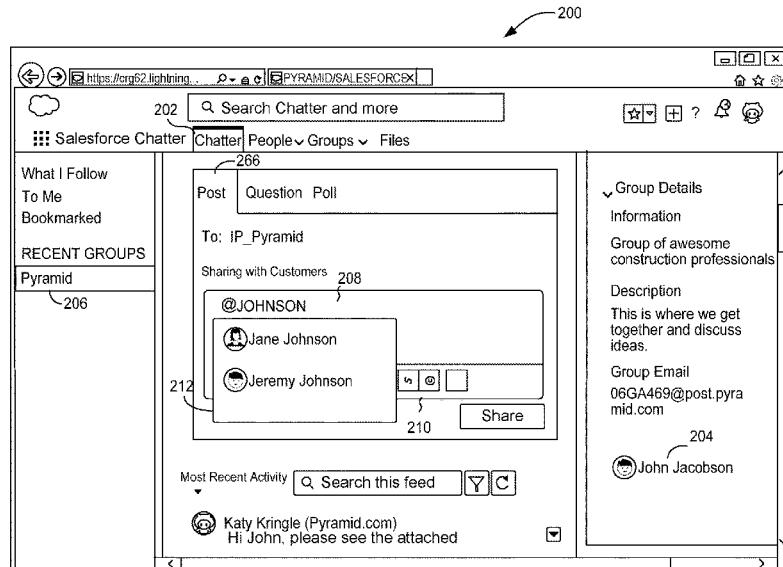 200
https://org62.lightning...
PYRAMID/SALESFORCE X
Search Chatter and more
202
?
Salesforce Chatter Chatter People Groups Files
What I Follow
To Me
Bookmarked
RECENT GROUPS
Pyramid
206
266
Post Question Poll
To: IP_Pyramid
Sharing with Customers
208
@JOHNSON
Jane Johnson
Jeremy Johnson
212
210
Share
Most Recent Activity
Search this feed
Katy Kringle (Pyramid.com)
Hi John, please see the attached
Group Details
Information
Group of awesome
construction professionals
Description
This is where we get
together and discuss
ideas.
Group Email
06GA469@post.pyra
mid.com
204
John Jacobson